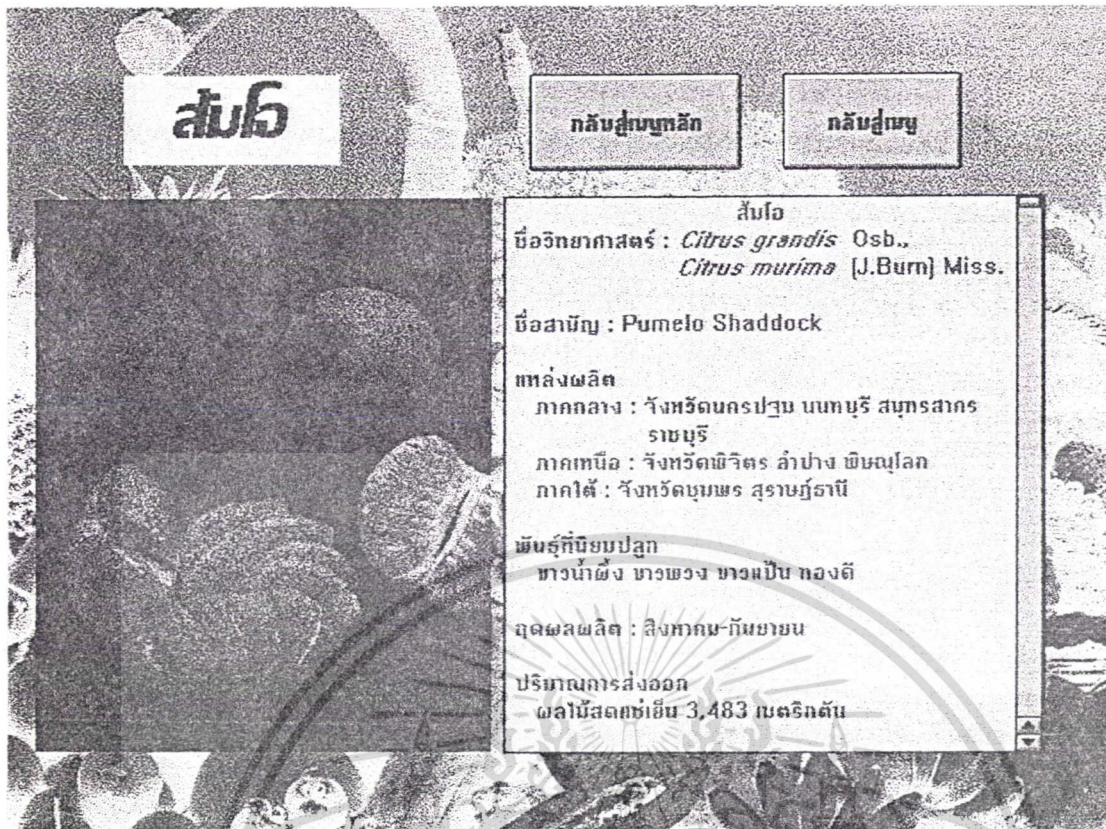 ส้มโอ
กลับสู่เมนูหลัก
กลับสู่เมนู
ส้มโอ
ชื่อวิทยาศาสตร์ : Citrus grandis Osb.,
Citrus murima [J.Burn] Miss.
ชื่อสามัญ : Pumelo Shaddock
แหล่งผลิต
ภาคกลาง : จังหวัดนครปฐม นนทบุรี สมุทรสาคร
ราชบุรี
ภาคเหนือ : จังหวัดพิจิตร ลำปาง พิษณุโลก
ภาคใต้ : จังหวัดชุมพร สุราษฎ์ธานี
พันธุ์ที่นิยมปลูก
ขาวน้ำผึ้ง ขาวพวง ขาวแป้น ทองดี
ฤดูผลผลิต : สิงหาคม-กันยายน
ปริมาณการส่งออก
ผลไม้สดแช่เย็น 3,483 เมตริกตัน